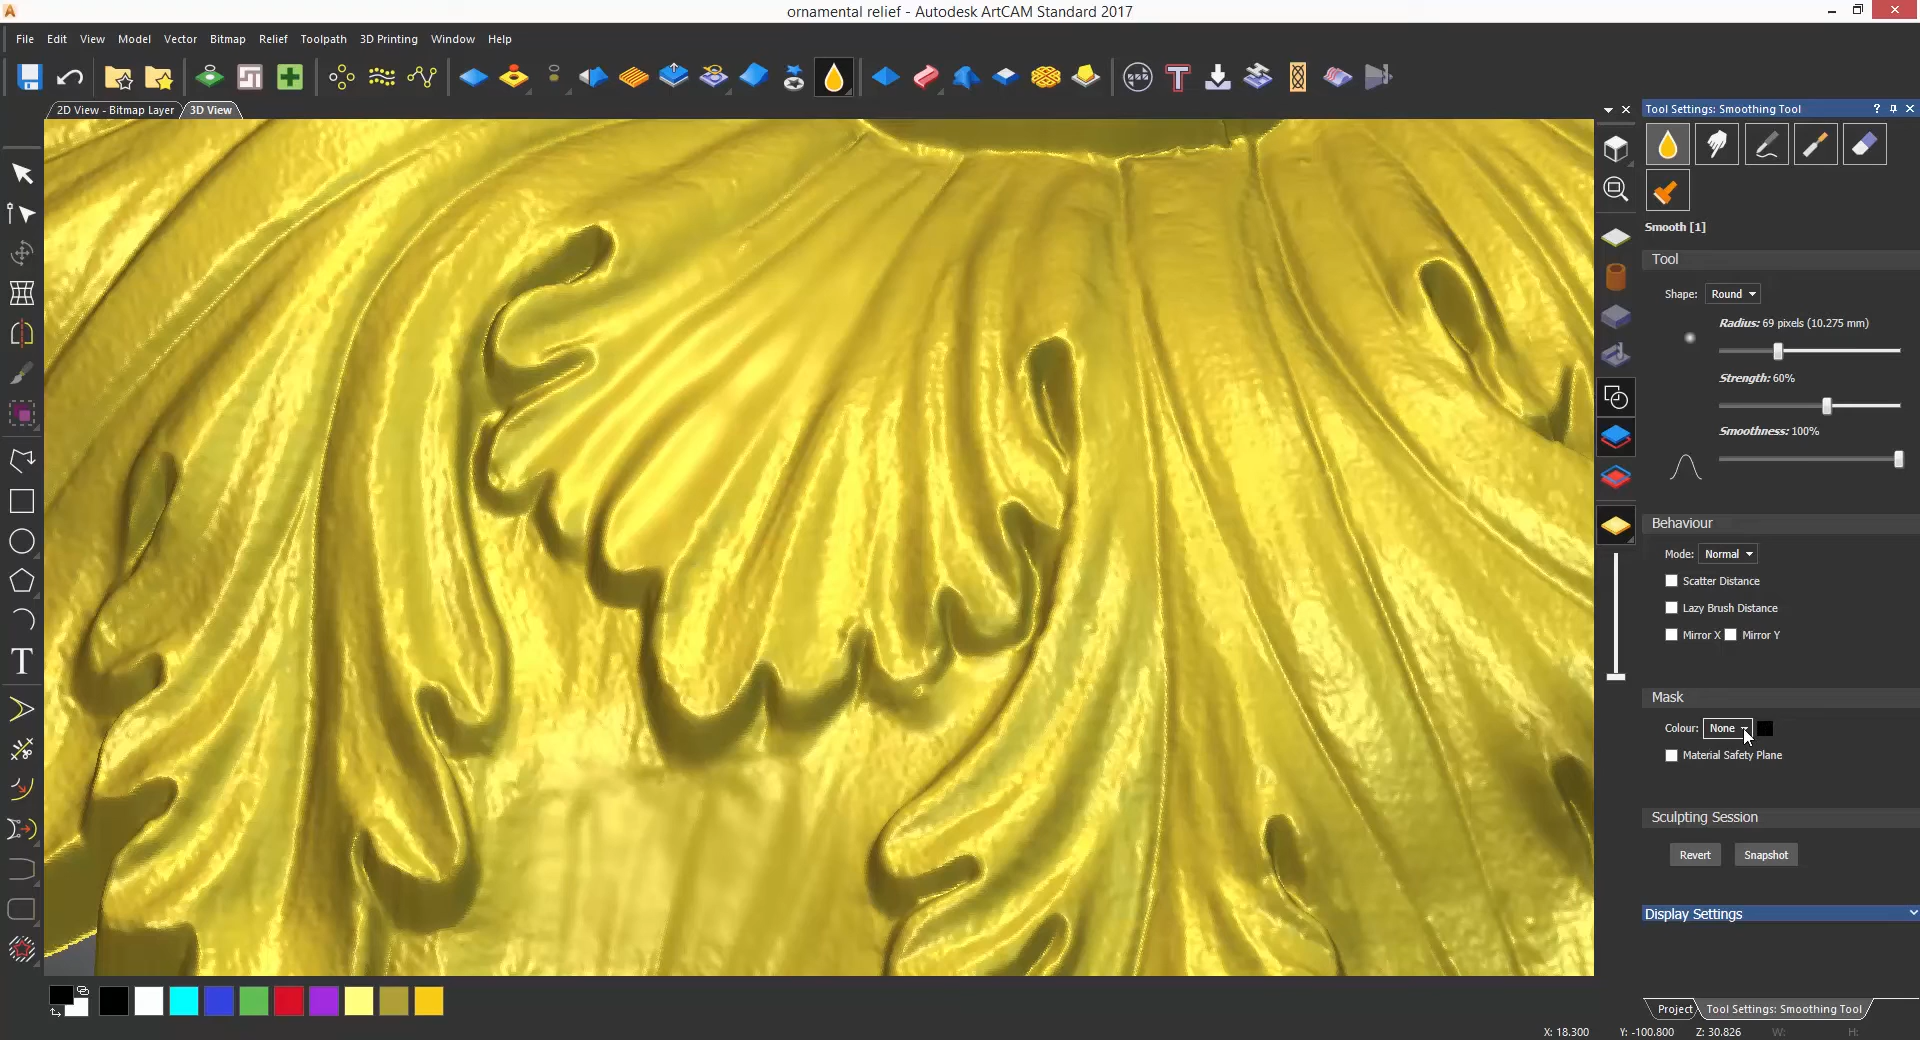 ornamental relief - Autodesk ArtCAM Standard 2017
File Edit View Model Vector Bitmap Relief Toolpath 3D Printing Window Help
2D View - Bitmap Layer 3D View
Tool Settings: Smoothing Tool
Smooth [1]
Tool
Shape: Round
Radius: 69 pixels (10.275 mm)
Strength: 60%
Smoothness: 100%
Behaviour
Mode: Normal
Scatter Distance
Lazy Brush Distance
Mirror X Mirror Y
Mask
Colour: None
Material Safety Plane
Sculpting Session
Revert Snapshot
Display Settings
Project Tool Settings: Smoothing Tool
X: 18.300 Y: -100.800 Z: 30.826 W: H: